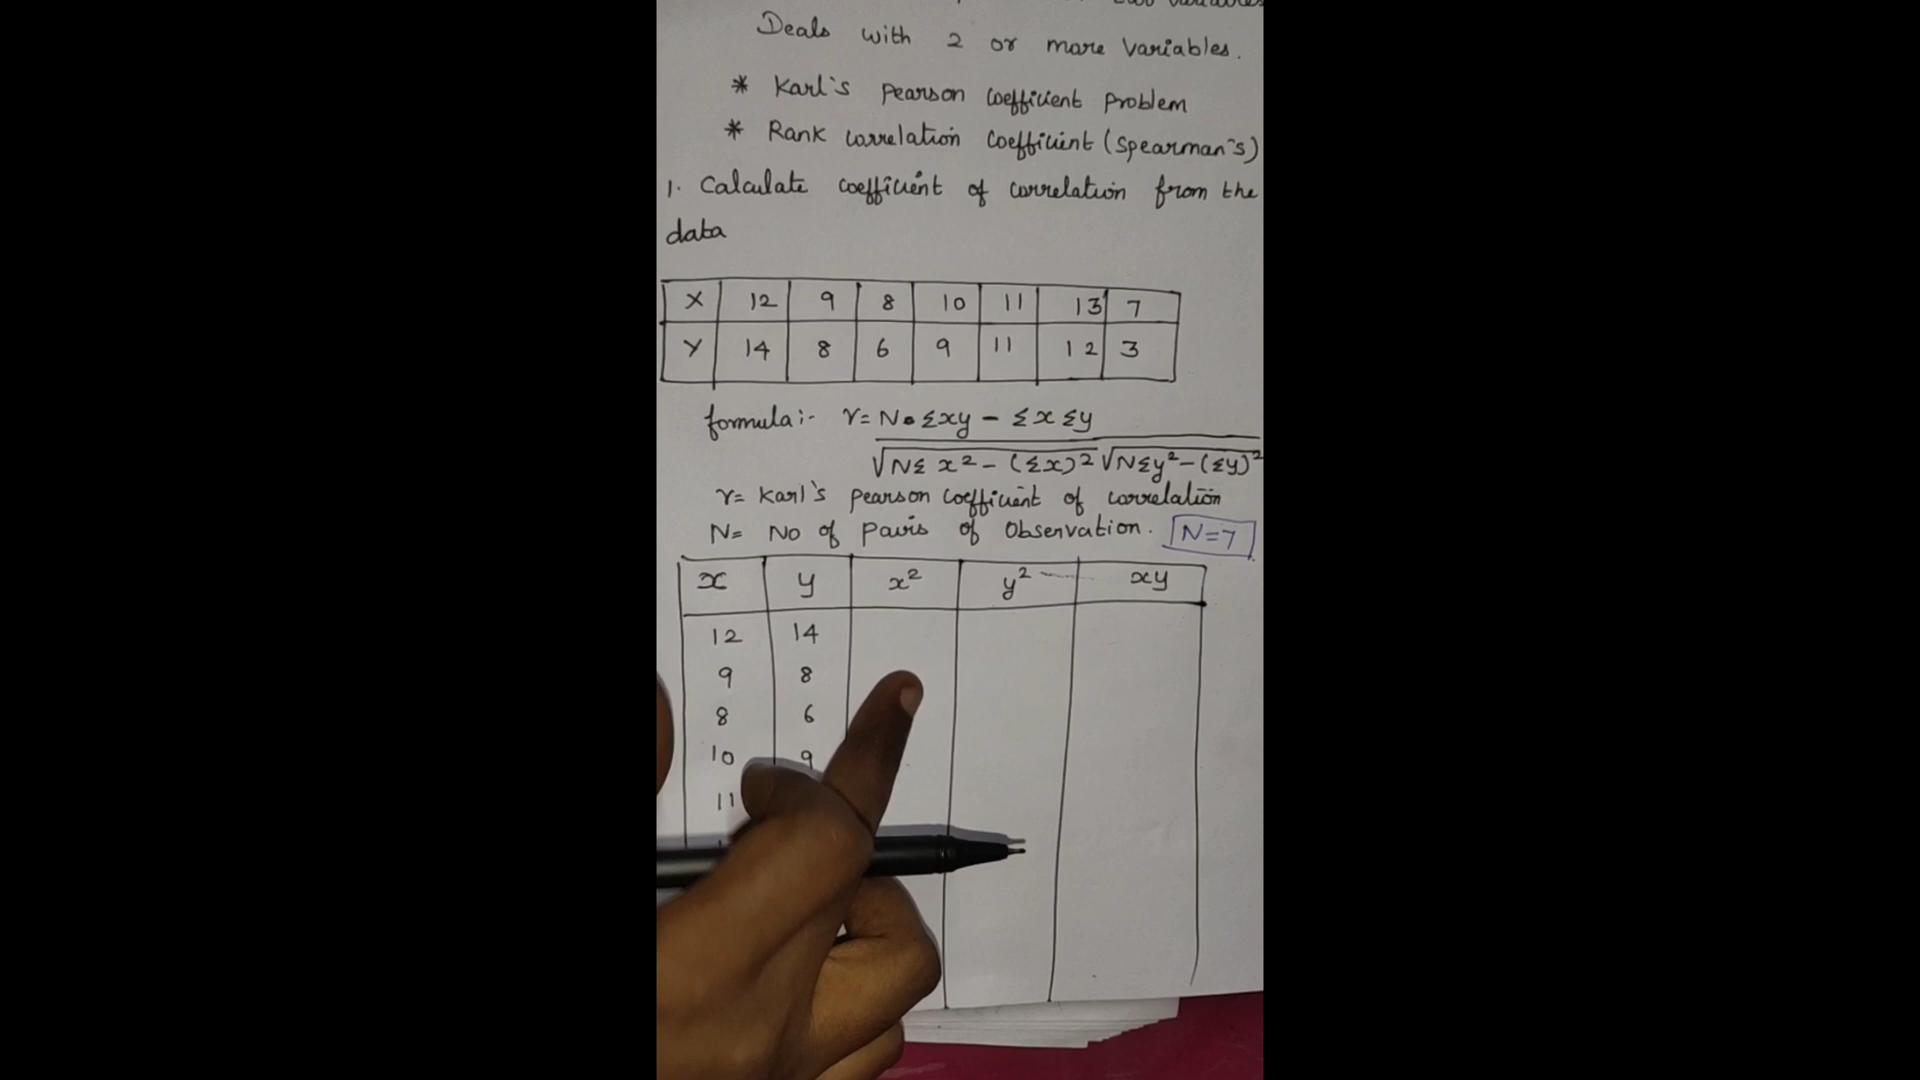 Deals with 2 or more variables.
* Karl's pearson coefficient problem
* Rank correlation coefficient (Spearman's)
1. Calculate coefficient of correlation from the
data
X 12 9 8 10 11 13 7
Y 14 8 6 9 11 12 3
formula:- r = N. Σxy - Σx Σy
√NΣx² - (Σx)² √NΣy² - (Σy)²
r = Karl's pearson coefficient of correlation
N = No of pairs of observation. N=7
x y x² y² xy
12 14
9 8
8 6
10 9
11